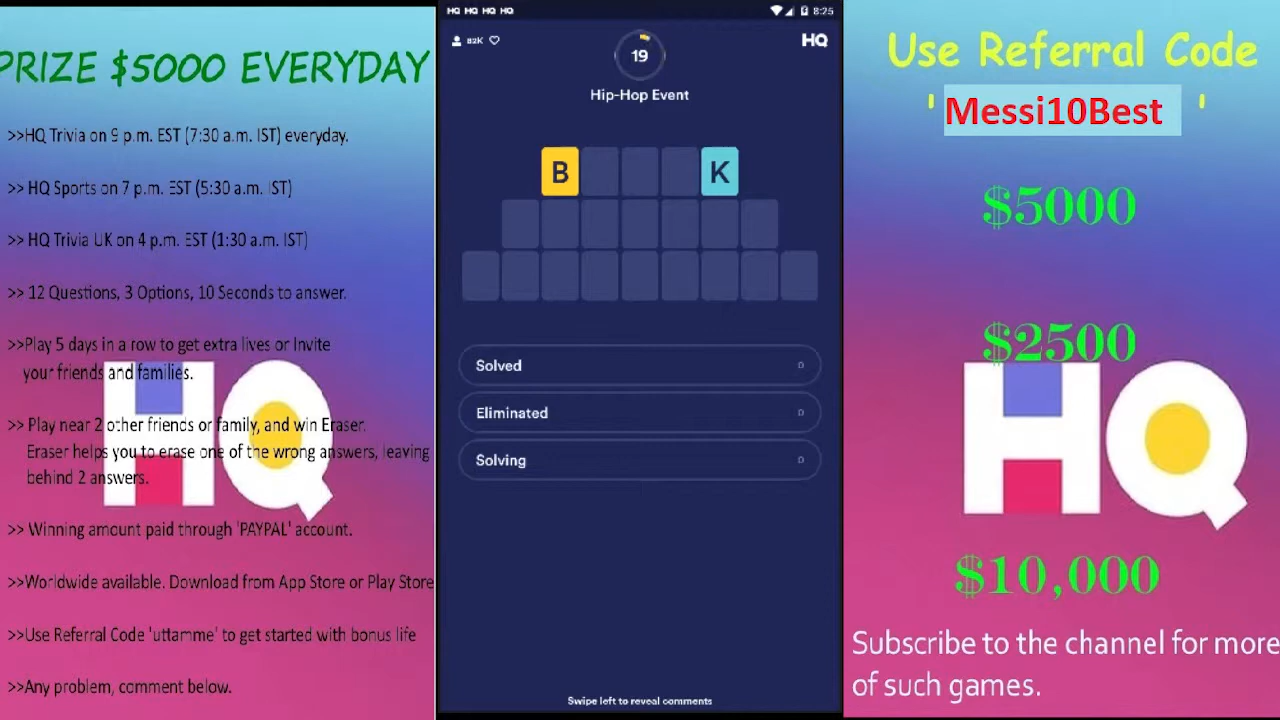 PRIZE $5000 EVERYDAY
>>HQ Trivia on 9 p.m. EST (7:30 a.m. IST) everyday.
>> HQ Sports on 7 p.m. EST (5:30 a.m. IST)
>> HQ Trivia UK on 4 p.m. EST (1:30 a.m. IST)
>> 12 Questions, 3 Options, 10 Seconds to answer.
>>Play 5 days in a row to get extra lives or Invite
your friends and families.
>> Play near 2 other friends or family, and win Eraser.
Eraser helps you to erase one of the wrong answers, leaving
behind 2 answers.
>> Winning amount paid through 'PAYPAL' account.
>>Worldwide available. Download from App Store or Play Store
>>Use Referral Code 'uttamme' to get started with bonus life
>>Any problem, comment below.
HQ
HQ HQ HQ HQ 8:25
82K 19 HQ
Hip-Hop Event
B K
Solved 0
Eliminated 0
Solving 0
Swipe left to reveal comments
Use Referral Code
' Messi10Best '
$5000
$2500
HQ
$10,000
Subscribe to the channel for more
of such games.